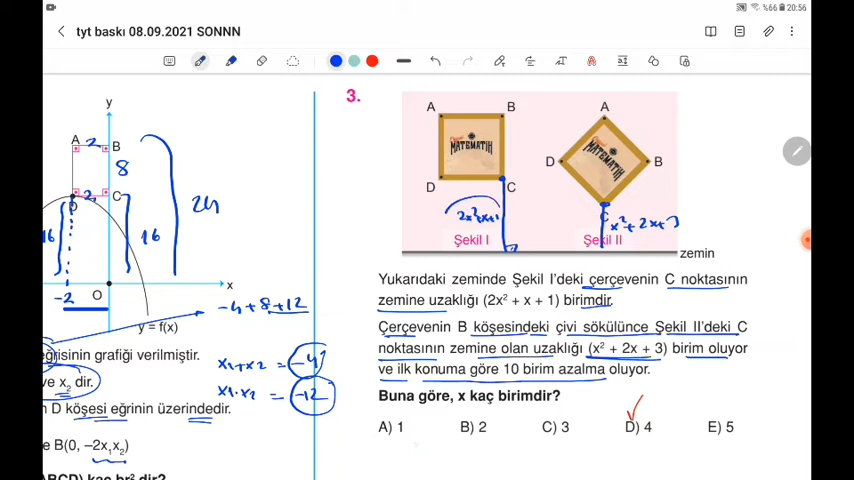 %66 20:56
tyt baskı 08.09.2021 SONNN
y
A 2 B
8
2 C
D
24
16
16
x
-2
O
-4+8+12
y = f(x)
eğrisinin grafiği verilmiştir.
x1+x2 = -4
ve x2 dir.
x1.x2 = -12
n D köşesi eğrinin üzerindedir.
e B(0, –2x1x2)
ABCD) kaç br² dir?
3.
A B
MATEMATİK
D C
2x²+x+1
Şekil I
A
D B
MATEMATİK
C
x²+2x+3
Şekil II
zemin
Yukarıdaki zeminde Şekil I'deki çerçevenin C noktasının
zemine uzaklığı (2x² + x + 1) birimdir.
Çerçevenin B köşesindeki çivi sökülünce Şekil II'deki C
noktasının zemine olan uzaklığı (x² + 2x + 3) birim oluyor
ve ilk konuma göre 10 birim azalma oluyor.
Buna göre, x kaç birimdir?
A) 1 B) 2 C) 3 D) 4 E) 5